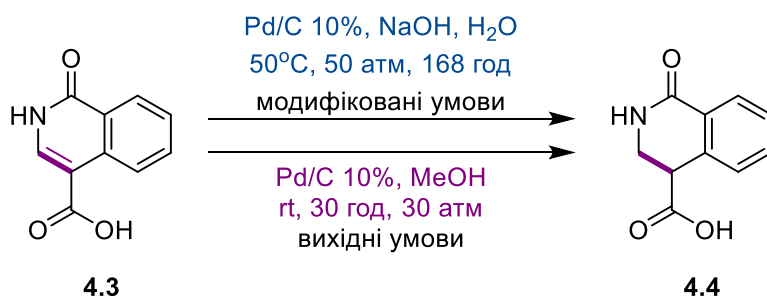 Pd/C 10%, NaOH, H₂O
50°C, 50 атм, 168 год
модифіковані умови
Pd/C 10%, MeOH
rt, 30 год, 30 атм
вихідні умови
O
NH
O
OH
4.3
O
HN
O
OH
4.4